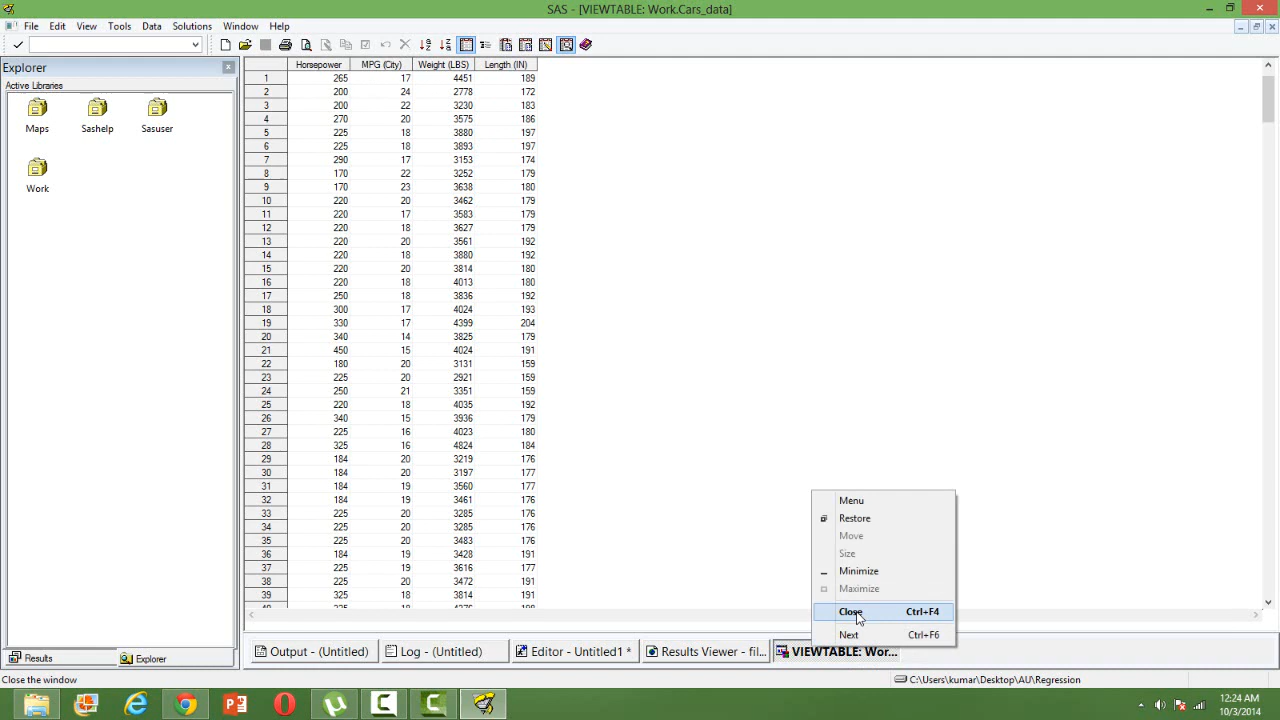 SAS - [VIEWTABLE: Work.Cars_data]
File Edit View Tools Data Solutions Window Help
Explorer
Active Libraries
Maps Sashelp Sasuser
Work
Horsepower MPG (City) Weight (LBS) Length (IN)
1 265 17 4451 189
2 200 24 2778 172
3 200 22 3230 183
4 270 20 3575 186
5 225 18 3880 197
6 225 18 3893 197
7 290 17 3153 174
8 170 22 3252 179
9 170 23 3638 180
10 220 20 3462 179
11 220 17 3583 179
12 220 18 3627 179
13 220 20 3561 192
14 220 18 3880 192
15 220 20 3814 180
16 220 18 4013 180
17 250 18 3836 192
18 300 17 4024 193
19 330 17 4399 204
20 340 14 3825 179
21 450 15 4024 191
22 180 20 3131 159
23 225 20 2921 159
24 250 21 3351 159
25 220 18 4035 192
26 340 15 3936 179
27 225 16 4023 180
28 325 16 4824 184
29 184 20 3219 176
30 184 20 3197 177
31 184 19 3560 177
32 184 19 3461 176
33 225 20 3285 176
34 225 20 3285 176
35 225 20 3483 176
36 184 19 3428 191
37 225 19 3616 177
38 225 20 3472 191
39 225 18 3814 191
Menu
Restore
Move
Size
Minimize
Maximize
Close Ctrl+F4
Next Ctrl+F6
Results Explorer
Output - (Untitled) Log - (Untitled) Editor - Untitled1 * Results Viewer - fil... VIEWTABLE: Wor...
Close the window
C:\Users\kumar\Desktop\AU\Regression
12:24 AM
10/3/2014